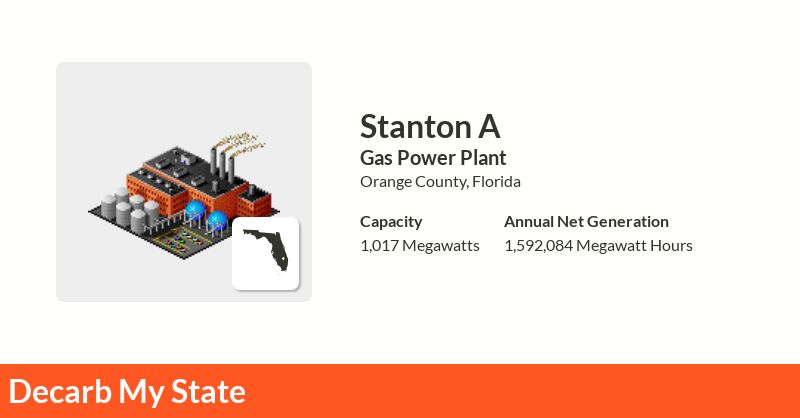 Stanton A
Gas Power Plant
Orange County, Florida
Capacity
1,017 Megawatts
Annual Net Generation
1,592,084 Megawatt Hours
Decarb My State